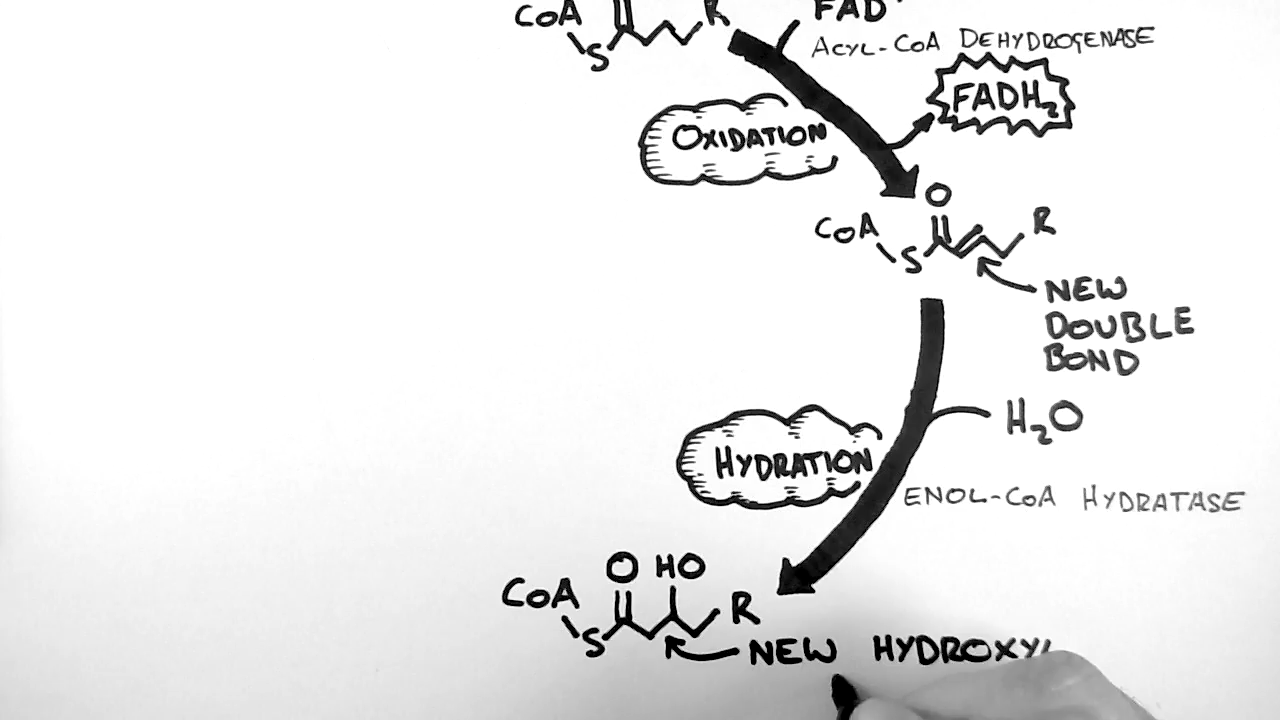 CoA
S
R
FAD
ACYL-CoA DEHYDROGENASE
FADH₂
OXIDATION
O
CoA
S
R
NEW
DOUBLE
BOND
H₂O
HYDRATION
ENOL-CoA HYDRATASE
O HO
CoA
S
R
NEW HYDROXYL